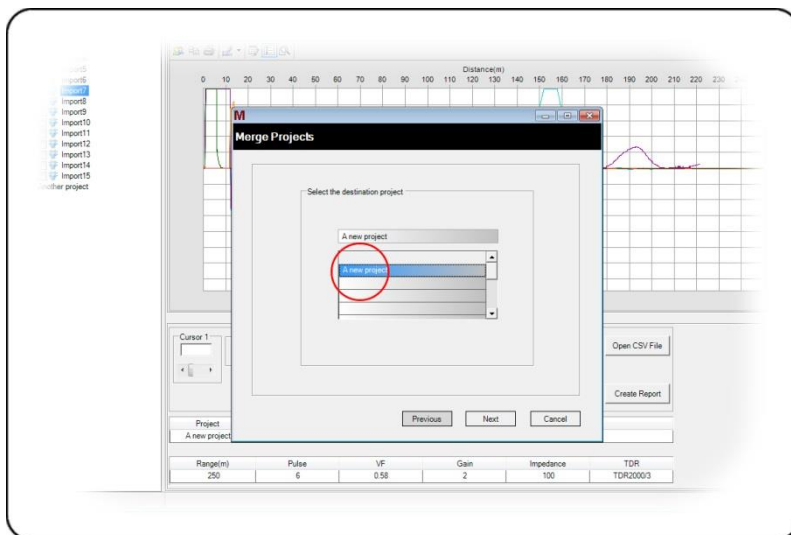 Distance(m)
0 10 20 30 40 50 60 70 80 90 100 110 120 130 140 150 160 170 180 190 200 210 220 230
Import6
Import7
Import8
Import9
Import10
Import11
Import12
Import13
Import14
Import15
other project
M
Merge Projects
Select the destination project
A new project
A new project
Previous Next Cancel
Cursor 1
Open CSV File
Create Report
Project
A new project
Range(m) Pulse VF Gain Impedance TDR
250 6 0.58 2 100 TDR2000/3